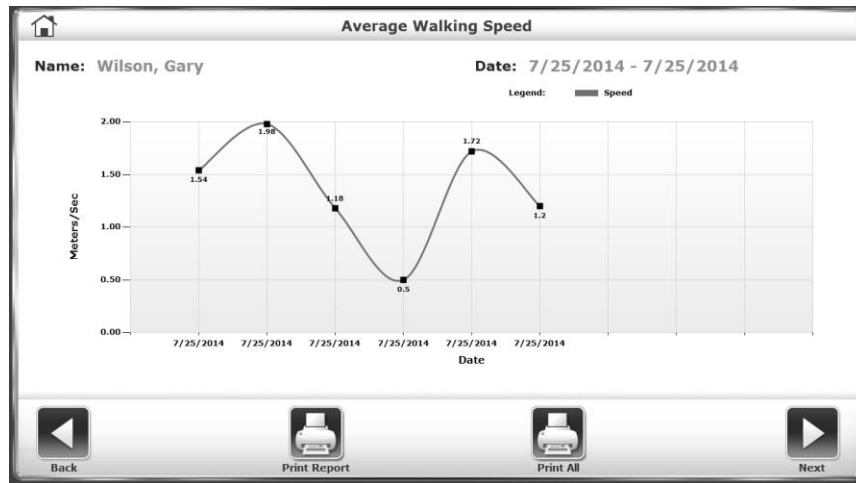 Average Walking Speed
Name: Wilson, Gary
Date: 7/25/2014 - 7/25/2014
Legend: Speed
2.00
1.98
1.72
1.54
1.50
1.18
1.2
1.00
0.50
0.5
0.00
Meters/Sec
7/25/2014 7/25/2014 7/25/2014 7/25/2014 7/25/2014 7/25/2014
Date
Back
Print Report
Print All
Next